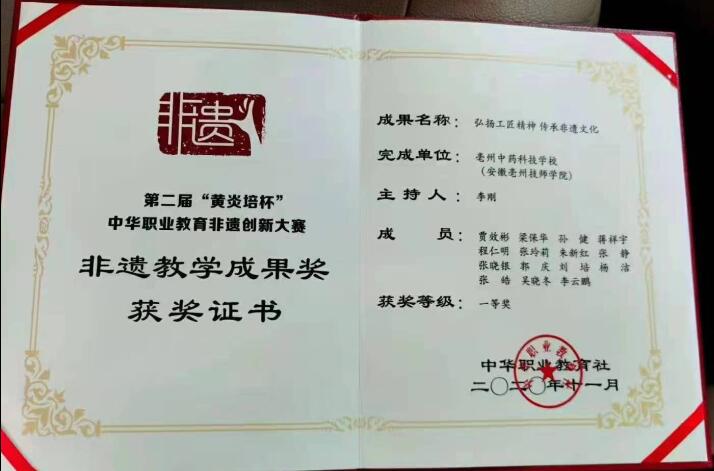 非遗
第二届“黄炎培杯”
中华职业教育非遗创新大赛
非遗教学成果奖
获奖证书
成果名称：弘扬工匠精神 传承非遗文化
完成单位：亳州中药科技学校
（安徽亳州技师学院）
主持人：李刚
成员：贾效彬 梁保华 孙健 蒋祥宇
程仁明 张玲莉 朱新红 张静
张晓银 郭庆 刘培 杨洁
张皓 吴晓冬 李云鹏
获奖等级：一等奖
中华职业教育社
二〇二〇年十一月